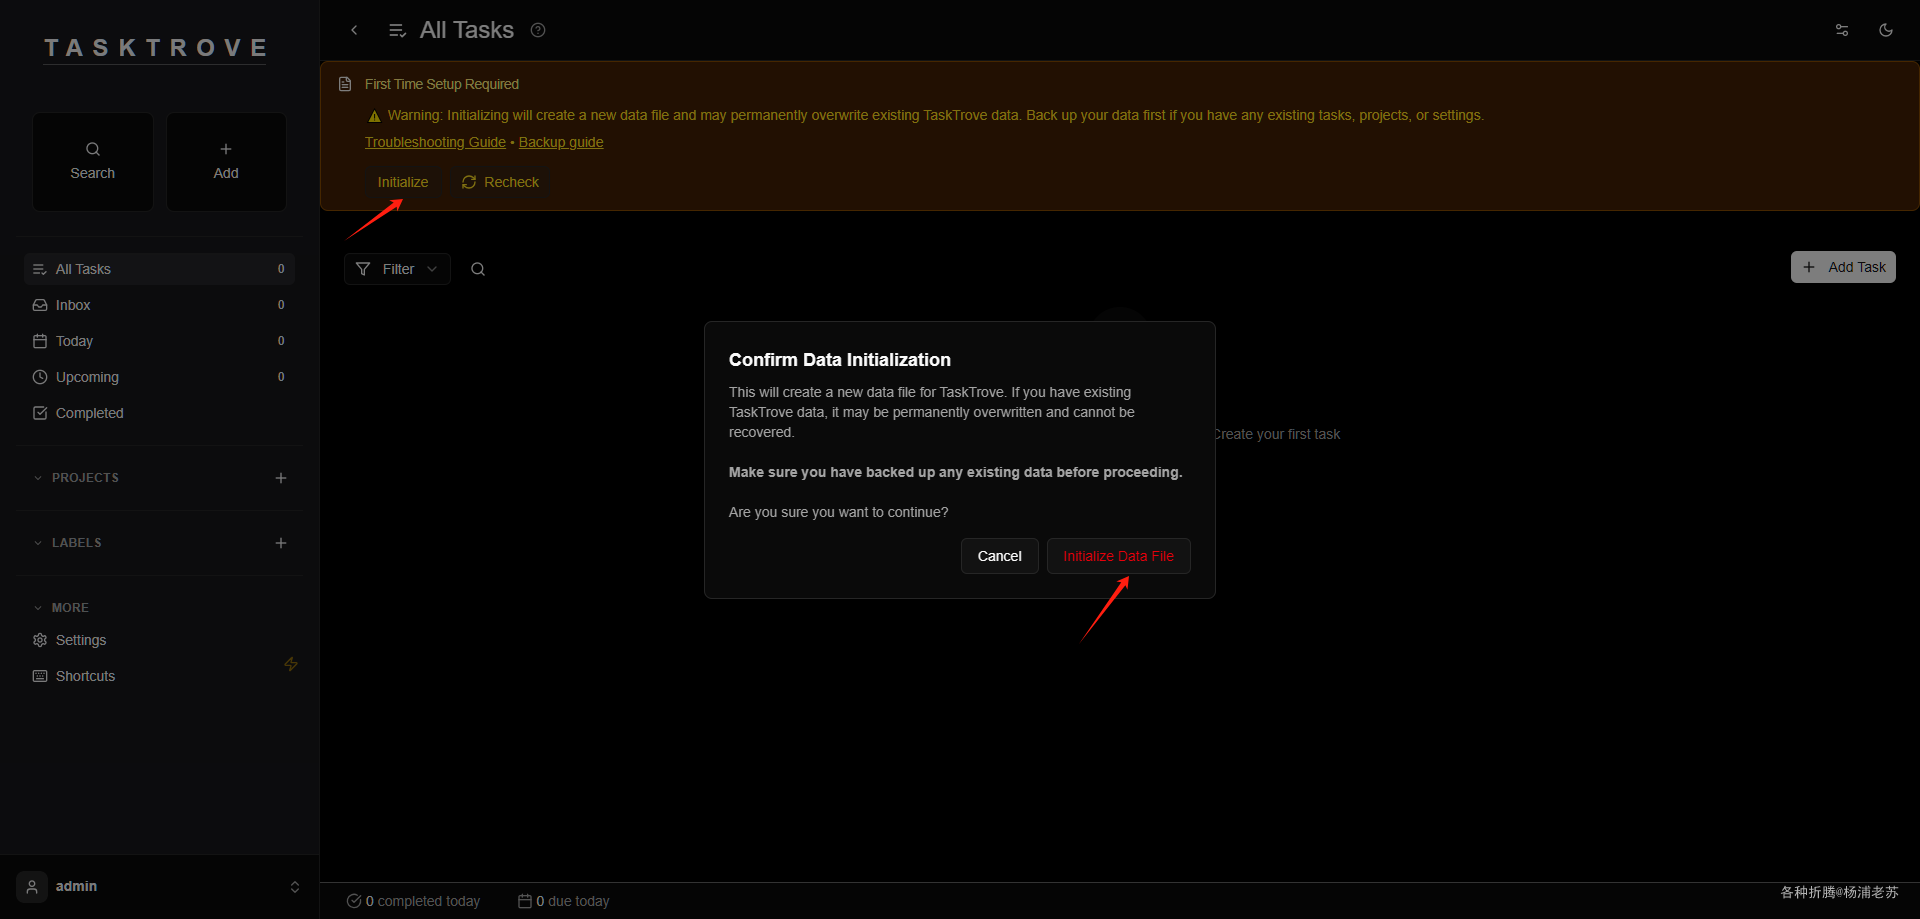 TASKTROVE
Search
Add
All Tasks 0
Inbox 0
Today 0
Upcoming 0
Completed
PROJECTS
LABELS
MORE
Settings
Shortcuts
admin
All Tasks
First Time Setup Required
Warning: Initializing will create a new data file and may permanently overwrite existing TaskTrove data. Back up your data first if you have any existing tasks, projects, or settings.
Troubleshooting Guide • Backup guide
Initialize Recheck
Filter
Add Task
Create your first task
Confirm Data Initialization
This will create a new data file for TaskTrove. If you have existing
TaskTrove data, it may be permanently overwritten and cannot be
recovered.
Make sure you have backed up any existing data before proceeding.
Are you sure you want to continue?
Cancel Initialize Data File
0 completed today 0 due today
各种折腾@杨浦老苏